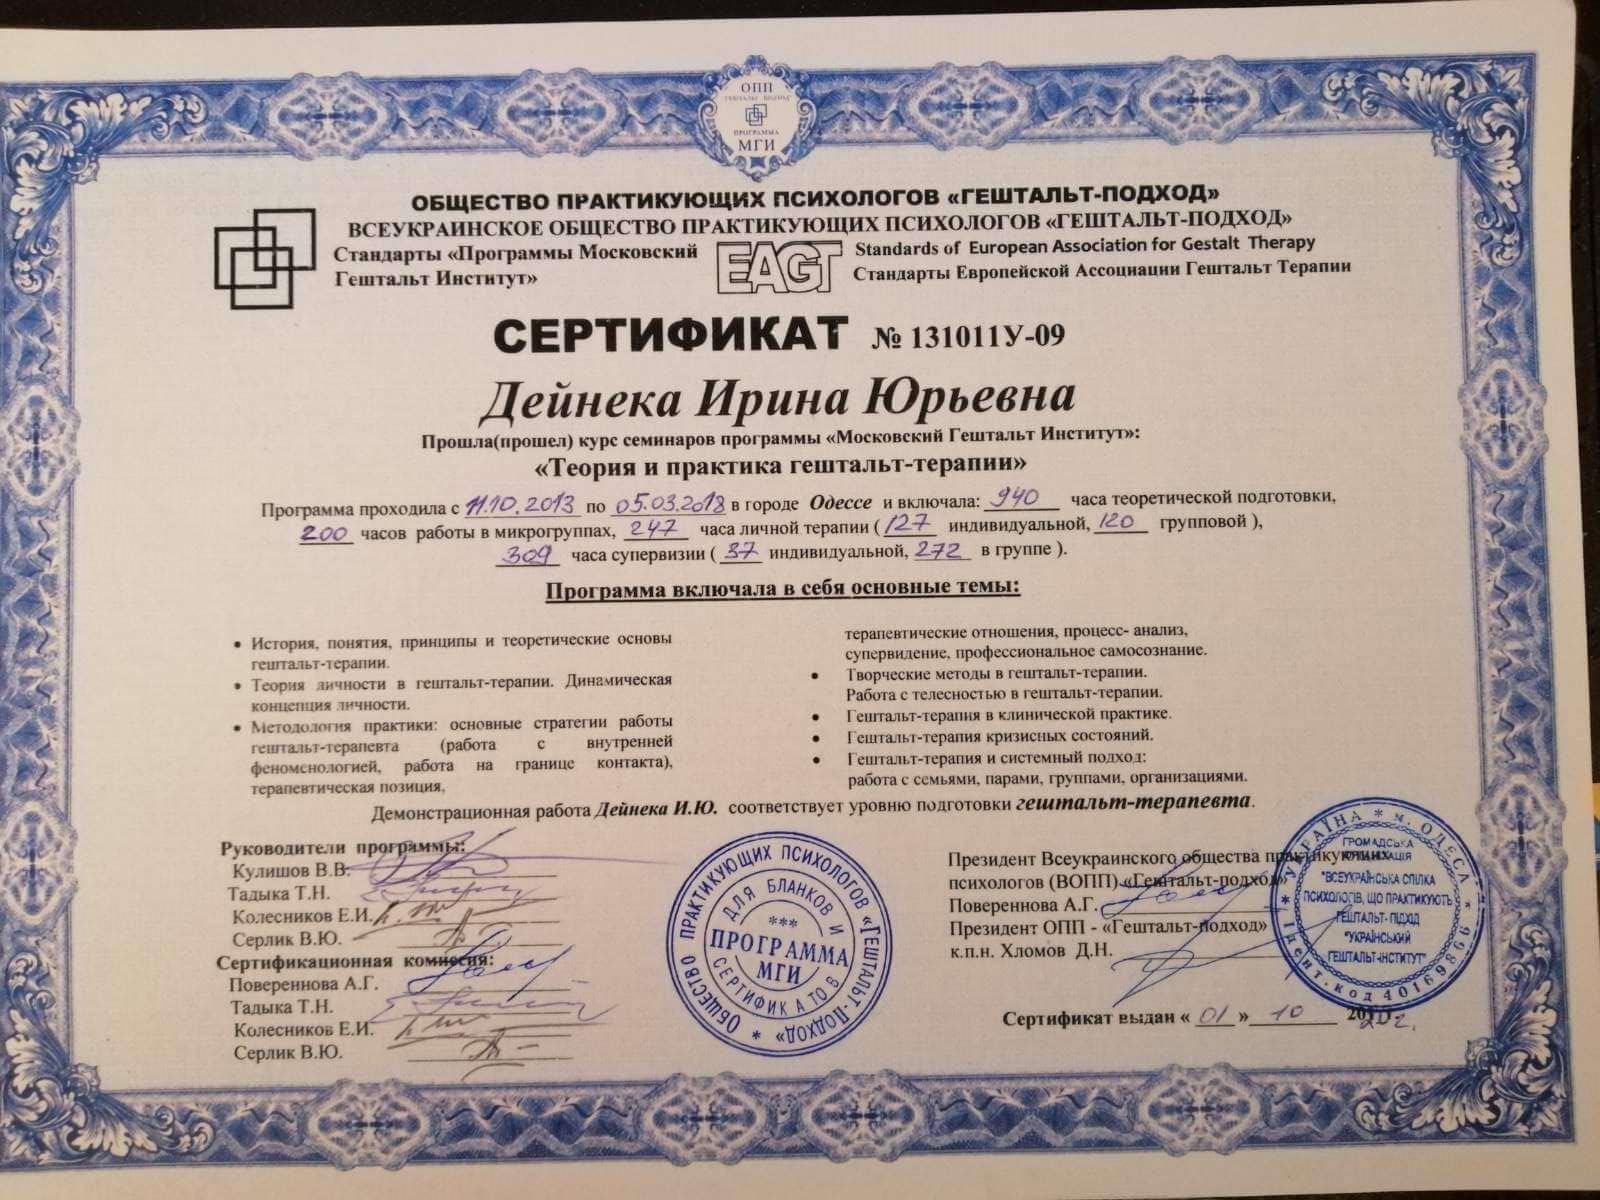 ОПП
ПРОГРАММА
МГИ
ОБЩЕСТВО ПРАКТИКУЮЩИХ ПСИХОЛОГОВ «ГЕШТАЛЬТ-ПОДХОД»
ВСЕУКРАИНСКОЕ ОБЩЕСТВО ПРАКТИКУЮЩИХ ПСИХОЛОГОВ «ГЕШТАЛЬТ-ПОДХОД»
Стандарты «Программы Московский
Гештальт Институт»
EAGT
Standards of European Association for Gestalt Therapy
Стандарты Европейской Ассоциации Гештальт Терапии
СЕРТИФИКАТ № 131011У-09
Дейнека Ирина Юрьевна
Прошла(прошел) курс семинаров программы «Московский Гештальт Институт»:
«Теория и практика гештальт-терапии»
Программа проходила с 11.10.2013 по 05.03.2018 в городе Одессе и включала: 940 часа теоретической подготовки,
200 часов работы в микрогруппах, 247 часа личной терапии ( 127 индивидуальной, 120 групповой ),
309 часа супервизии ( 37 индивидуальной, 272 в группе ).
Программа включала в себя основные темы:
• История, понятия, принципы и теоретические основы
гештальт-терапии.
• Теория личности в гештальт-терапии. Динамическая
концепция личности.
• Методология практики: основные стратегии работы
гештальт-терапевта (работа с внутренней
феноменологией, работа на границе контакта),
терапевтическая позиция,
терапевтические отношения, процесс- анализ,
супервидение, профессиональное самосознание.
• Творческие методы в гештальт-терапии.
Работа с телесностью в гештальт-терапии.
• Гештальт-терапия в клинической практике.
• Гештальт-терапия кризисных состояний.
• Гештальт-терапия и системный подход:
работа с семьями, парами, группами, организациями.
Демонстрационная работа Дейнека И.Ю. соответствует уровню подготовки гештальт-терапевта.
Руководители программы:
Кулишов В.В.
Тадыка Т.Н.
Колесников Е.И.
Серлик В.Ю.
Сертификационная комиссия:
Повереннова А.Г.
Тадыка Т.Н.
Колесников Е.И.
Серлик В.Ю.
ОБЩЕСТВО ПРАКТИКУЮЩИХ ПСИХОЛОГОВ «ГЕШТАЛЬТ-ПОДХОД» *
ДЛЯ БЛАНКОВ И СЕРТИФИКАТОВ
***
ПРОГРАММА
МГИ
Президент Всеукраинского общества практикующих
психологов (ВОПП) «Гештальт-подход»
Повереннова А.Г.
Президент ОПП - «Гештальт-подход»
к.п.н. Хломов Д.Н.
* УКРАЇНА * м. ОДЕСА * Ідент. код 40169866
ГРОМАДСЬКА
ОРГАНІЗАЦІЯ
"ВСЕУКРАЇНСЬКА СПІЛКА
ПСИХОЛОГІВ, ЩО ПРАКТИКУЮТЬ
ГЕШТАЛЬТ- ПІДХОД
"УКРАЇНСЬКИЙ
ГЕШТАЛЬТ-ІНСТИТУТ"
Сертификат выдан « 01 » 10